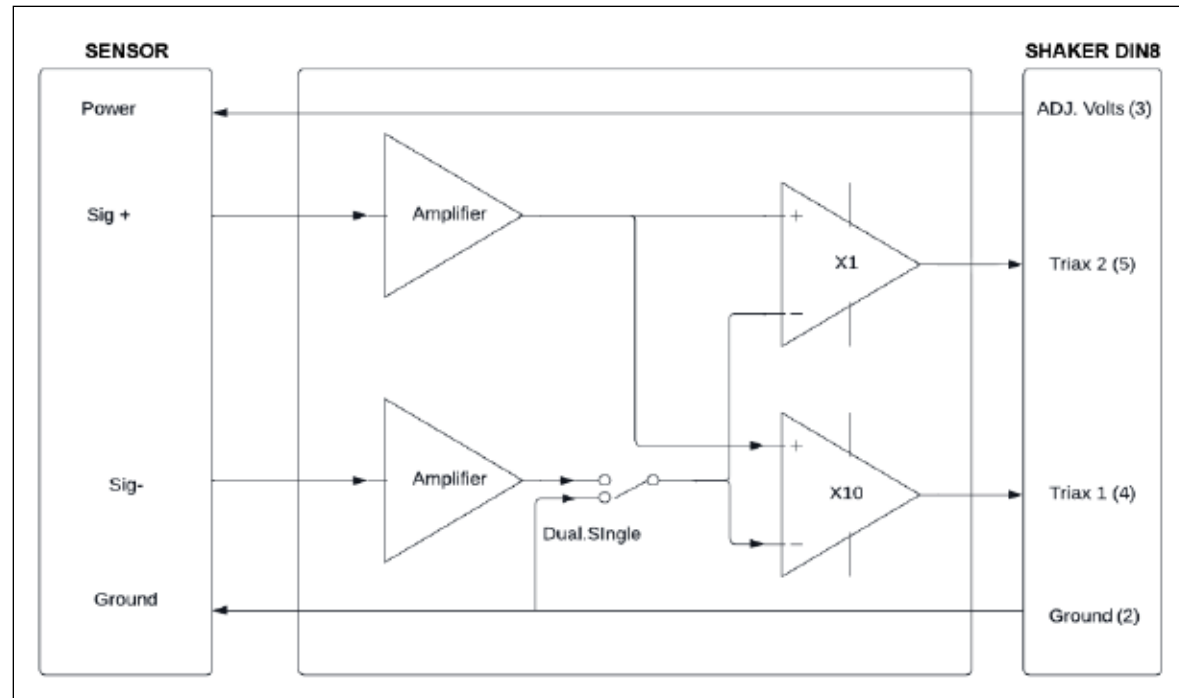 SENSOR
SHAKER DIN8
Power
ADJ. Volts (3)
Sig +
Amplifier
+
X1
Triax 2 (5)
−
Sig-
Amplifier
+
X10
Triax 1 (4)
Dual.SIngle
−
Ground
Ground (2)